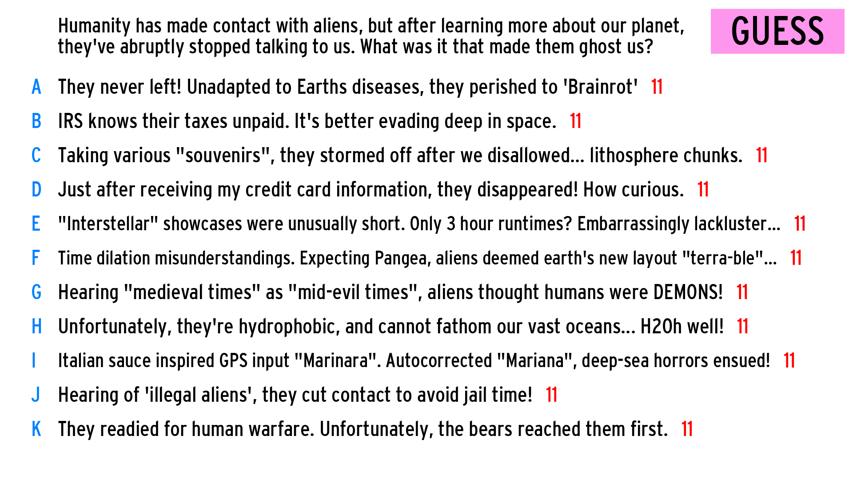 Humanity has made contact with aliens, but after learning more about our planet,
they've abruptly stopped talking to us. What was it that made them ghost us?
GUESS
A They never left! Unadapted to Earths diseases, they perished to 'Brainrot' 11
B IRS knows their taxes unpaid. It's better evading deep in space. 11
C Taking various "souvenirs", they stormed off after we disallowed... lithosphere chunks. 11
D Just after receiving my credit card information, they disappeared! How curious. 11
E "Interstellar" showcases were unusually short. Only 3 hour runtimes? Embarrassingly lackluster... 11
F Time dilation misunderstandings. Expecting Pangea, aliens deemed earth's new layout "terra-ble"... 11
G Hearing "medieval times" as "mid-evil times", aliens thought humans were DEMONS! 11
H Unfortunately, they're hydrophobic, and cannot fathom our vast oceans... H2Oh well! 11
I Italian sauce inspired GPS input "Marinara". Autocorrected "Mariana", deep-sea horrors ensued! 11
J Hearing of 'illegal aliens', they cut contact to avoid jail time! 11
K They readied for human warfare. Unfortunately, the bears reached them first. 11